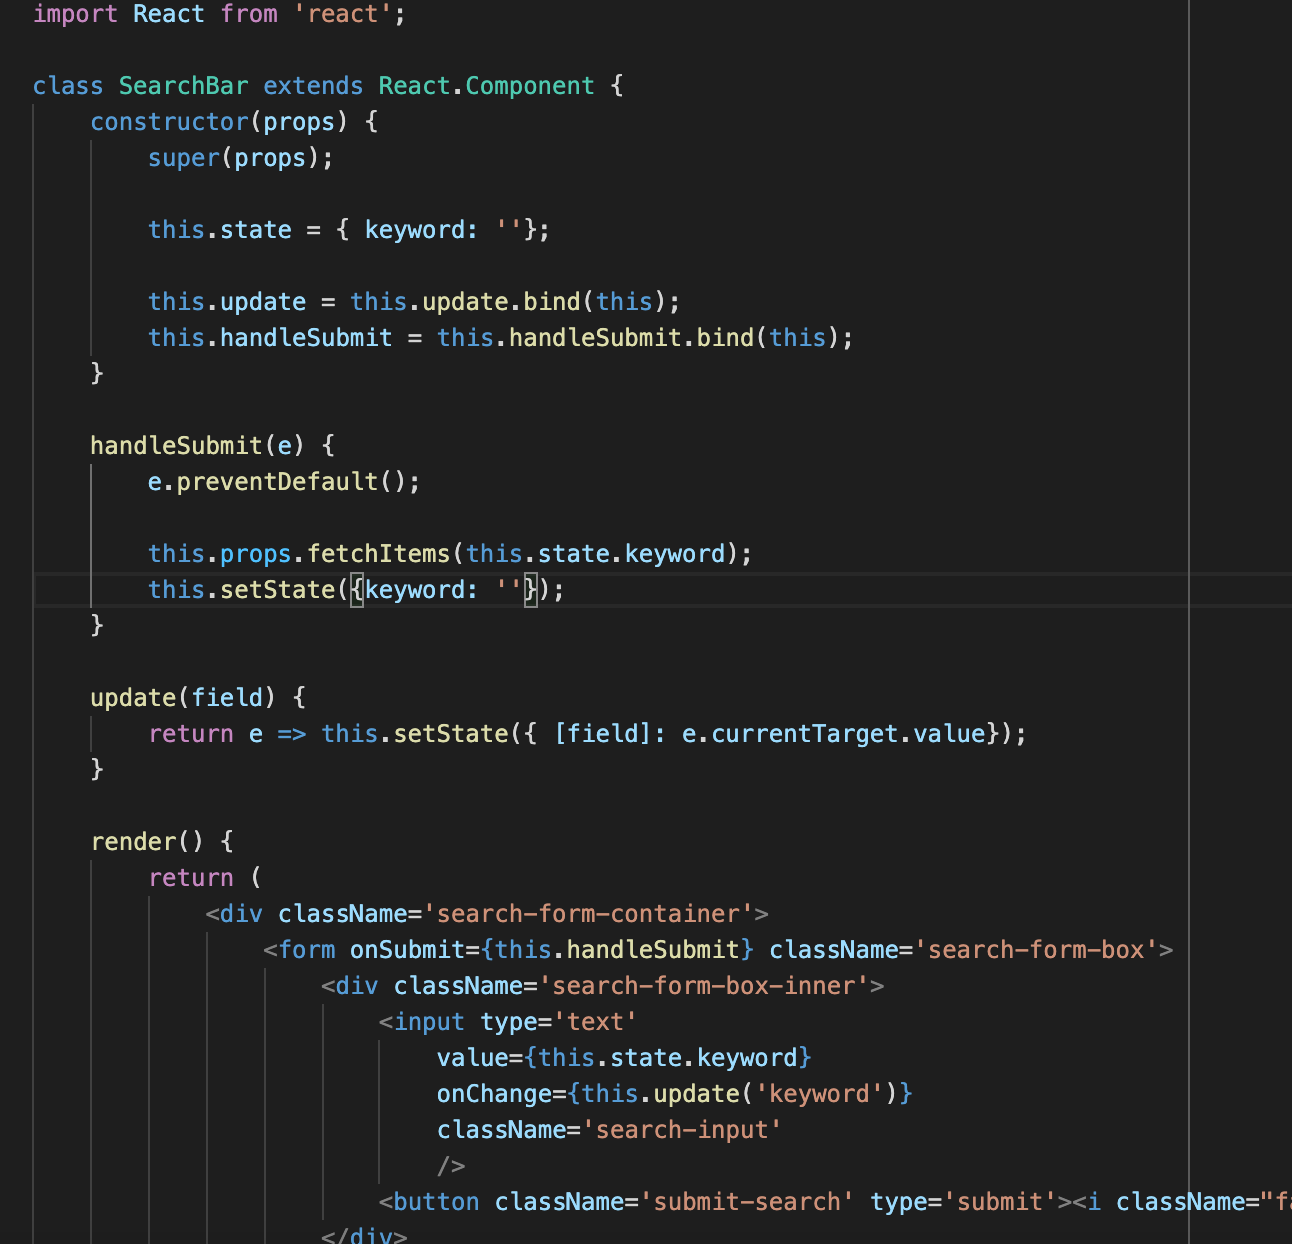 import React from 'react';
class SearchBar extends React.Component {
constructor(props) {
super(props);
this.state = { keyword: ''};
this.update = this.update.bind(this);
this.handleSubmit = this.handleSubmit.bind(this);
}
handleSubmit(e) {
e.preventDefault();
this.props.fetchItems(this.state.keyword);
this.setState({keyword: ''});
}
update(field) {
return e => this.setState({ [field]: e.currentTarget.value});
}
render() {
return (
<div className='search-form-container'>
<form onSubmit={this.handleSubmit} className='search-form-box'>
<div className='search-form-box-inner'>
<input type='text'
value={this.state.keyword}
onChange={this.update('keyword')}
className='search-input'
/>
<button className='submit-search' type='submit'><i className="fa
</div>